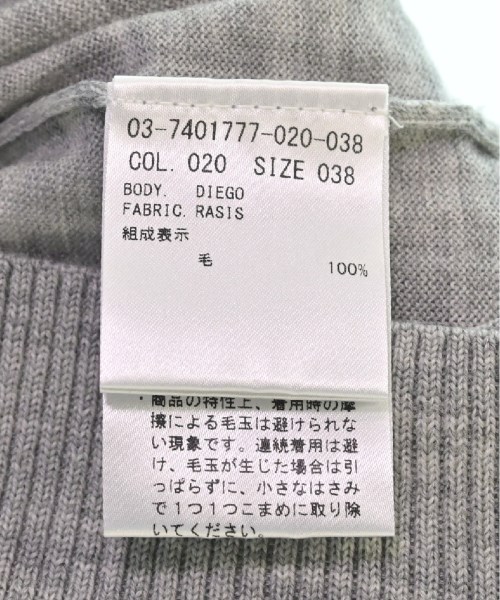 03-7401777-020-038
COL. 020 SIZE 038
BODY. DIEGO
FABRIC. RASIS
組成表示
毛 100%
・商品の特性上、着用時の摩
擦による毛玉は避けられな
い現象です。連続着用は避
け、毛玉が生じた場合は引
っぱらずに、小さなはさみ
で1つ1つこまめに取り除
いてください。